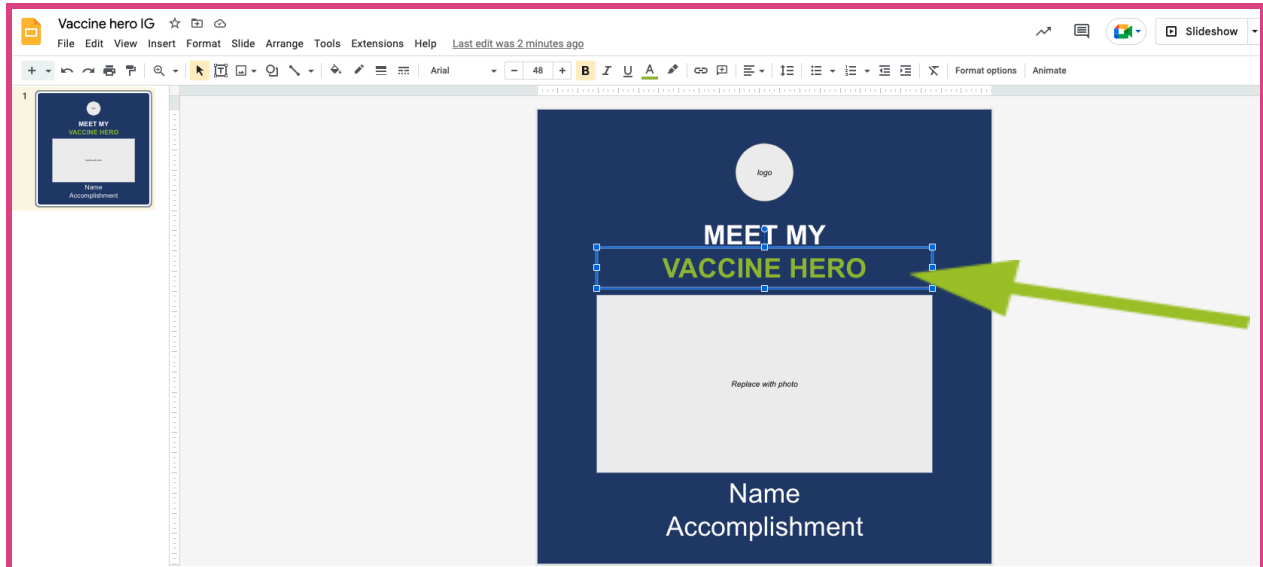 Vaccine hero IG
File Edit View Insert Format Slide Arrange Tools Extensions Help Last edit was 2 minutes ago
Slideshow
Arial 48 B I U A Format options Animate
1
MEET MY
VACCINE HERO
Name
Accomplishment
logo
MEET MY
VACCINE HERO
Replace with photo
Name
Accomplishment